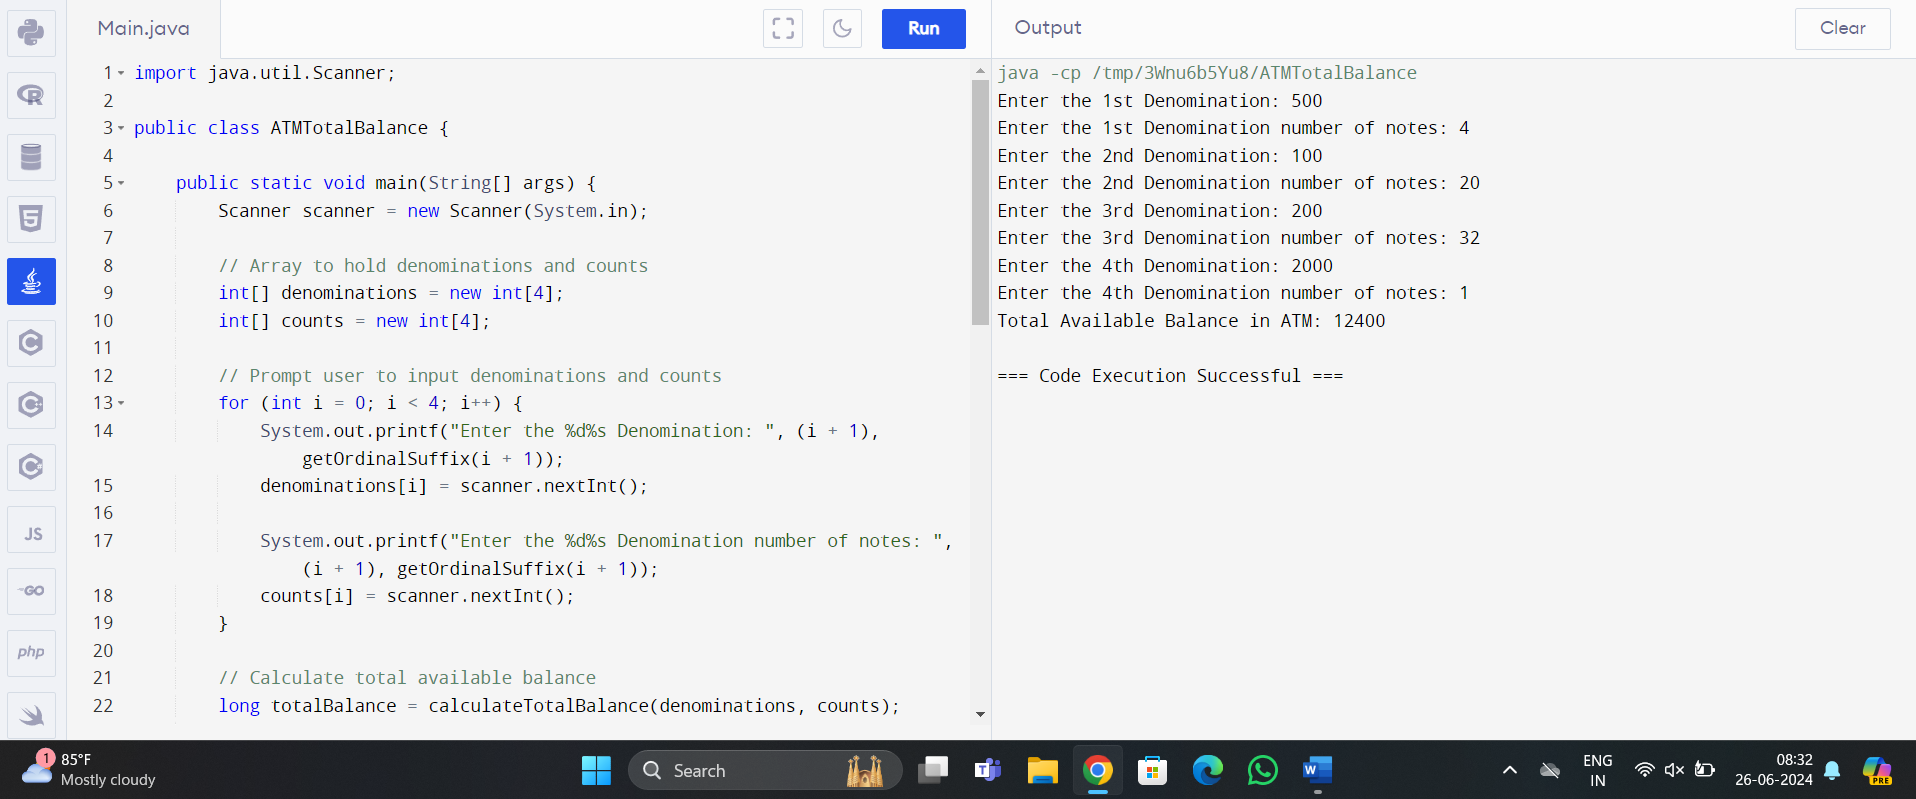 Main.java
Run
1 import java.util.Scanner;
2
3 public class ATMTotalBalance {
4
5 public static void main(String[] args) {
6 Scanner scanner = new Scanner(System.in);
7
8 // Array to hold denominations and counts
9 int[] denominations = new int[4];
10 int[] counts = new int[4];
11
12 // Prompt user to input denominations and counts
13 for (int i = 0; i < 4; i++) {
14 System.out.printf("Enter the %d%s Denomination: ", (i + 1),
getOrdinalSuffix(i + 1));
15 denominations[i] = scanner.nextInt();
16
17 System.out.printf("Enter the %d%s Denomination number of notes: ",
(i + 1), getOrdinalSuffix(i + 1));
18 counts[i] = scanner.nextInt();
19 }
20
21 // Calculate total available balance
22 long totalBalance = calculateTotalBalance(denominations, counts);
Output
Clear
java -cp /tmp/3Wnu6b5Yu8/ATMTotalBalance
Enter the 1st Denomination: 500
Enter the 1st Denomination number of notes: 4
Enter the 2nd Denomination: 100
Enter the 2nd Denomination number of notes: 20
Enter the 3rd Denomination: 200
Enter the 3rd Denomination number of notes: 32
Enter the 4th Denomination: 2000
Enter the 4th Denomination number of notes: 1
Total Available Balance in ATM: 12400
=== Code Execution Successful ===
R
5
C
C
C
JS
GO
php
1
85°F
Mostly cloudy
Search
T
W
ENG
IN
08:32
26-06-2024
PRE